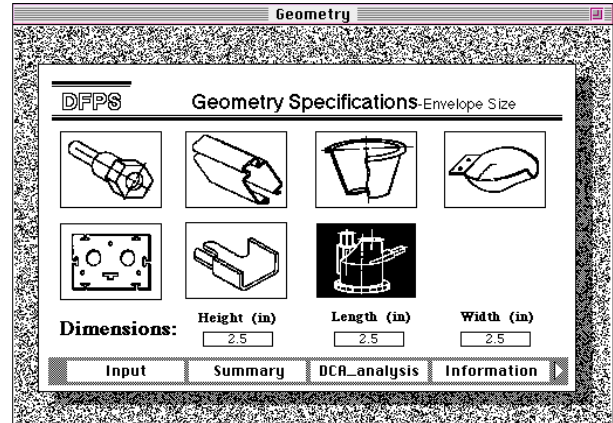 Geometry
DFPS
Geometry Specifications-Envelope Size
Dimensions:
Height (in)
Length (in)
Width (in)
2.5
2.5
2.5
Input
Summary
DCA_analysis
Information